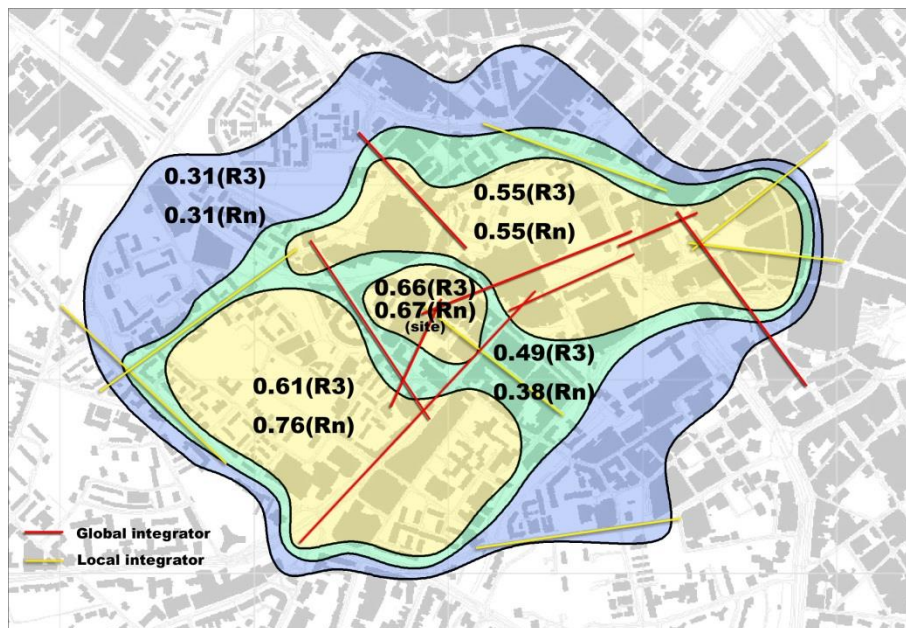 0.31(R3)
0.31(Rn)
0.55(R3)
0.55(Rn)
0.66(R3)
0.67(Rn)
(site)
0.49(R3)
0.38(Rn)
0.61(R3)
0.76(Rn)
Global integrator
Local integrator